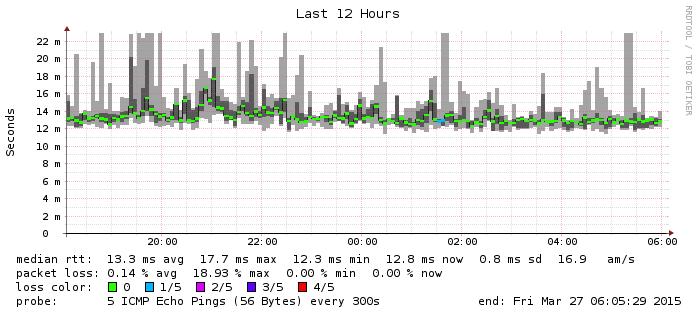 Last 12 Hours
RRDTOOL / TOBI OETIKER
Seconds
22 m
20 m
18 m
16 m
14 m
12 m
10 m
8 m
6 m
4 m
2 m
0
20:00 22:00 00:00 02:00 04:00 06:00
median rtt: 13.3 ms avg 17.7 ms max 12.3 ms min 12.8 ms now 0.8 ms sd 16.9 am/s
packet loss: 0.14 % avg 18.93 % max 0.00 % min 0.00 % now
loss color: 0 1/5 2/5 3/5 4/5
probe: 5 ICMP Echo Pings (56 Bytes) every 300s end: Fri Mar 27 06:05:29 2015